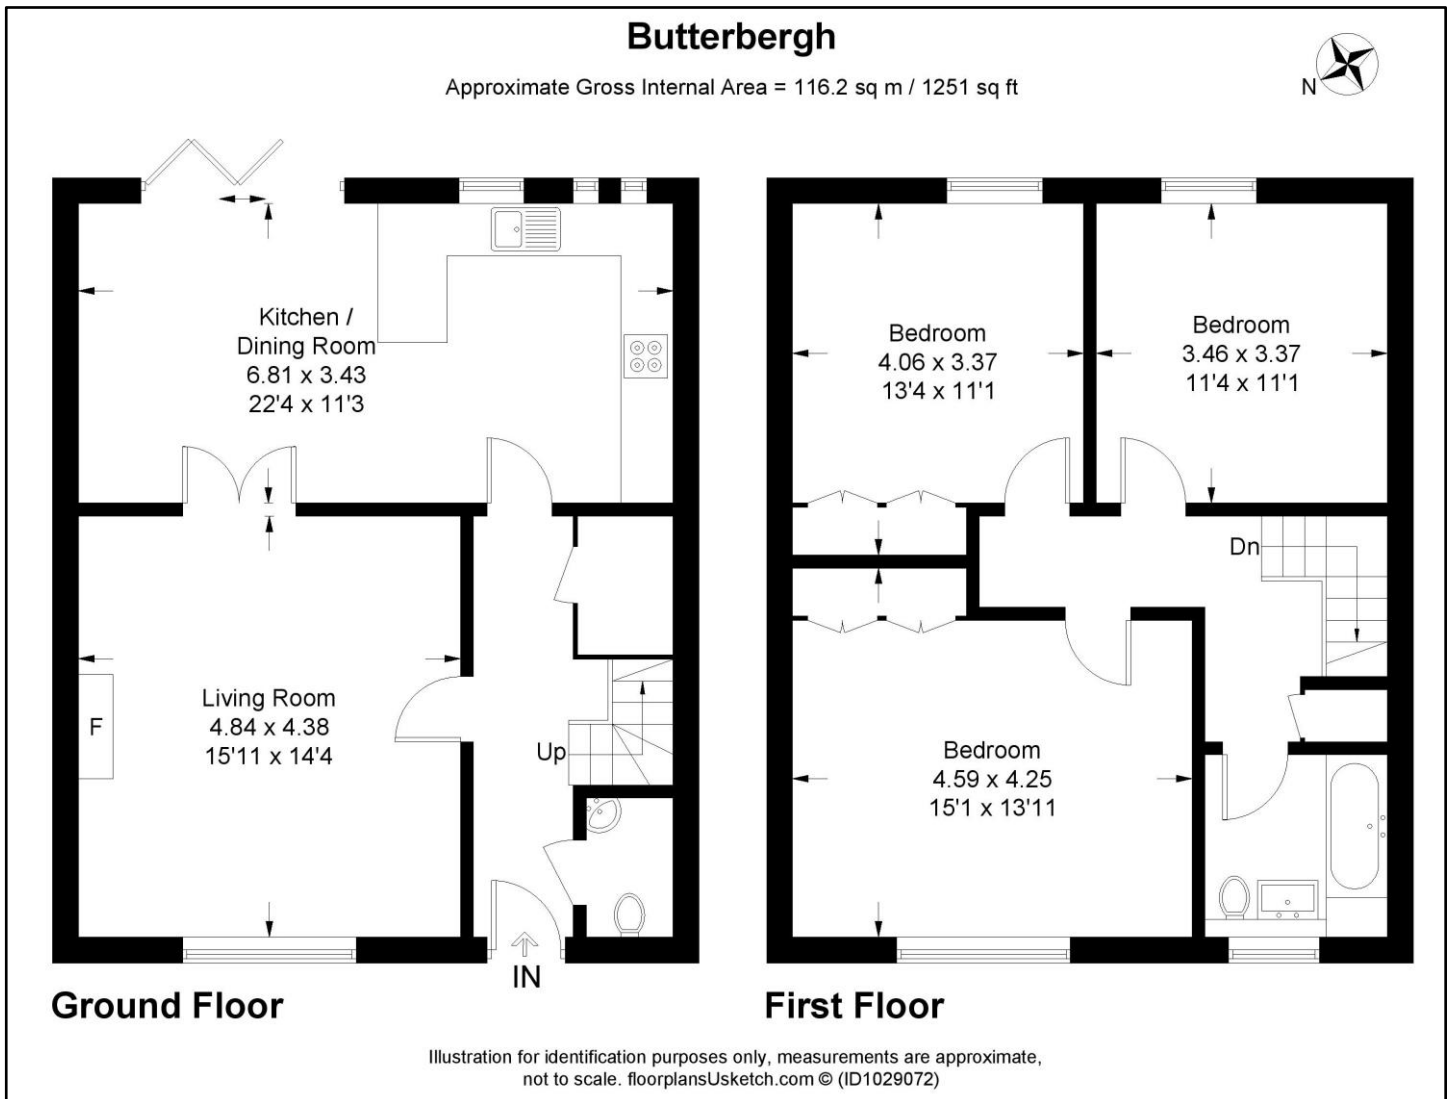 Butterbergh
Approximate Gross Internal Area = 116.2 sq m / 1251 sq ft
N
Kitchen /
Dining Room
6.81 x 3.43
22'4 x 11'3
Living Room
4.84 x 4.38
15'11 x 14'4
F
Up
IN
Ground Floor
Bedroom
4.06 x 3.37
13'4 x 11'1
Bedroom
3.46 x 3.37
11'4 x 11'1
Dn
Bedroom
4.59 x 4.25
15'1 x 13'11
First Floor
Illustration for identification purposes only, measurements are approximate,
not to scale. floorplansUsketch.com © (ID1029072)